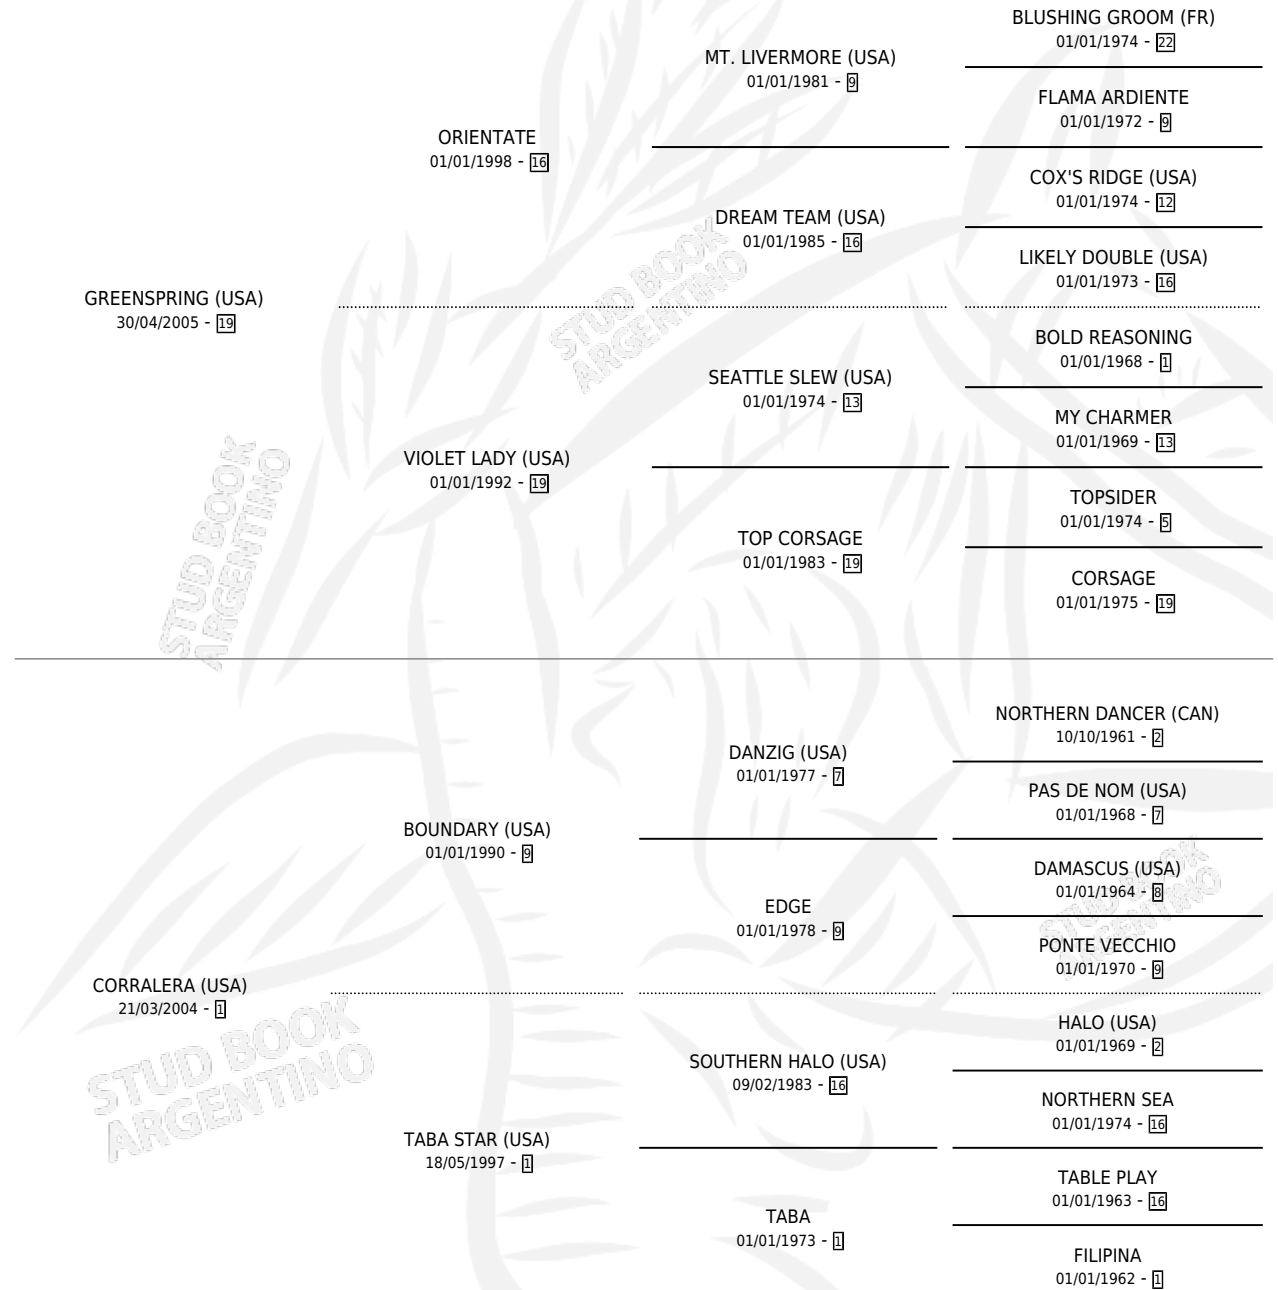 BLUSHING GROOM (FR)
01/01/1974 - 22
MT. LIVERMORE (USA)
01/01/1981 - 9
FLAMA ARDIENTE
01/01/1972 - 9
ORIENTATE
01/01/1998 - 16
COX'S RIDGE (USA)
01/01/1974 - 12
DREAM TEAM (USA)
01/01/1985 - 16
LIKELY DOUBLE (USA)
01/01/1973 - 16
GREENSPRING (USA)
30/04/2005 - 19
BOLD REASONING
01/01/1968 - 1
SEATTLE SLEW (USA)
01/01/1974 - 13
MY CHARMER
01/01/1969 - 13
VIOLET LADY (USA)
01/01/1992 - 19
TOPSIDER
01/01/1974 - 5
TOP CORSAGE
01/01/1983 - 19
CORSAGE
01/01/1975 - 19
NORTHERN DANCER (CAN)
10/10/1961 - 2
DANZIG (USA)
01/01/1977 - 7
PAS DE NOM (USA)
01/01/1968 - 7
BOUNDARY (USA)
01/01/1990 - 9
DAMASCUS (USA)
01/01/1964 - 8
EDGE
01/01/1978 - 9
PONTE VECCHIO
01/01/1970 - 9
CORRALERA (USA)
21/03/2004 - 1
HALO (USA)
01/01/1969 - 2
SOUTHERN HALO (USA)
09/02/1983 - 16
NORTHERN SEA
01/01/1974 - 16
TABA STAR (USA)
18/05/1997 - 1
TABLE PLAY
01/01/1963 - 16
TABA
01/01/1973 - 1
FILIPINA
01/01/1962 - 1
STUD BOOK
ARGENTINO
STUD BOOK
ARGENTINO
STUD BOOK
ARGENTINO
STUD BOOK
ARGENTINO